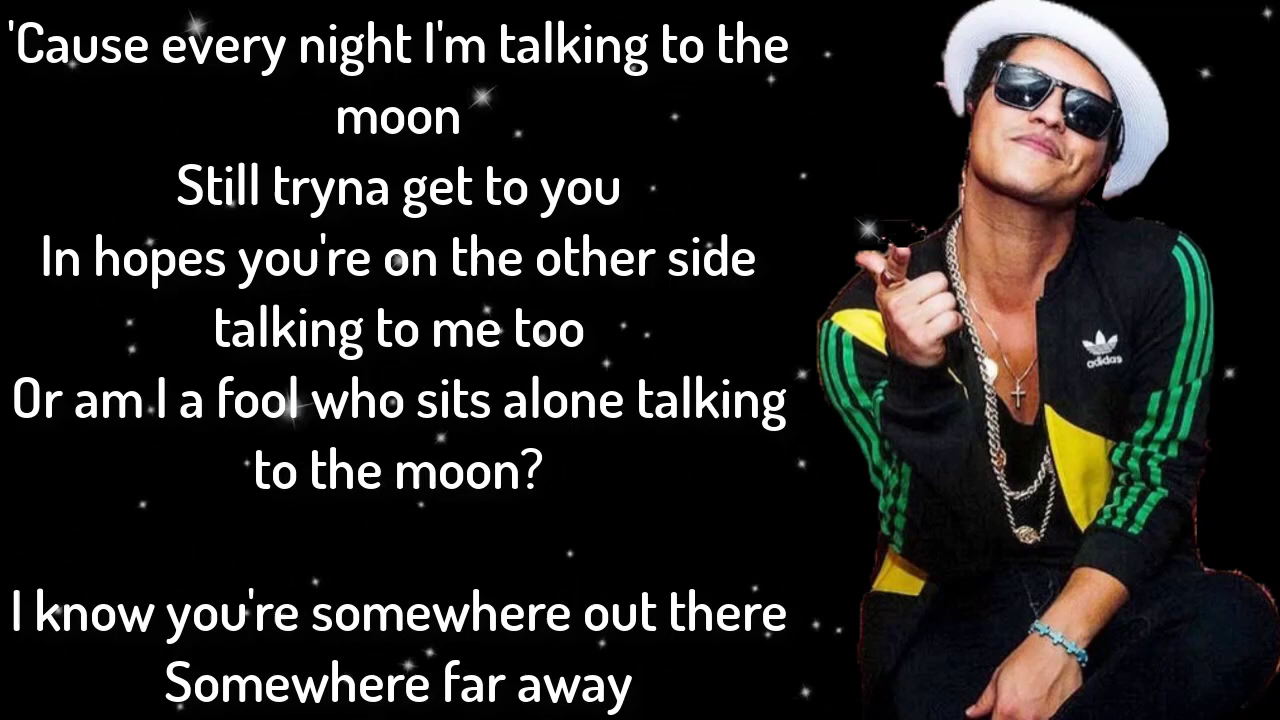 'Cause every night I'm talking to the
moon
Still tryna get to you
In hopes you're on the other side
talking to me too
Or am I a fool who sits alone talking
to the moon?
I know you're somewhere out there
Somewhere far away
adidas